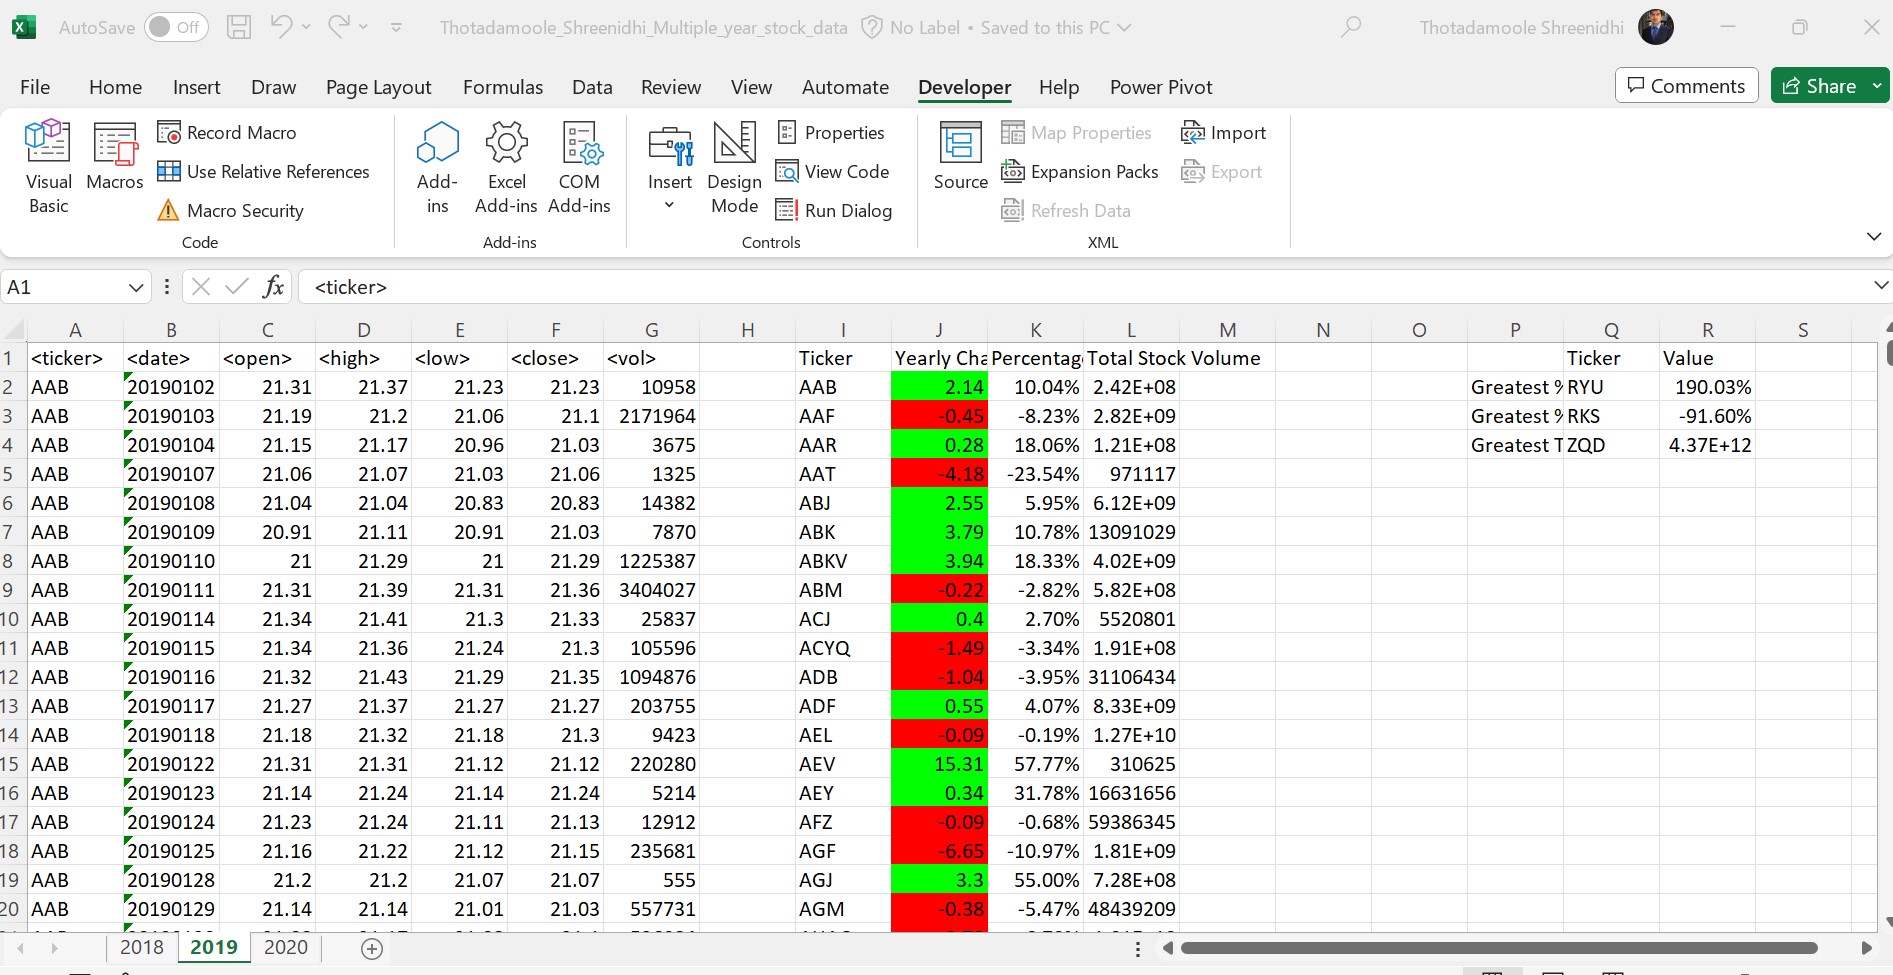 AutoSave Off Thotadamoole_Shreenidhi_Multiple_year_stock_data No Label • Saved to this PC Thotadamoole Shreenidhi
File Home Insert Draw Page Layout Formulas Data Review View Automate Developer Help Power Pivot Comments Share
Visual Basic Macros Record Macro Use Relative References Macro Security Code
Add-ins Excel Add-ins COM Add-ins Add-ins
Insert Design Mode Properties View Code Run Dialog Controls
Source Map Properties Expansion Packs Refresh Data Import Export XML
A1 fx <ticker>
A B C D E F G H I J K L M N O P Q R S
1 <ticker> <date> <open> <high> <low> <close> <vol> Ticker Yearly Cha Percentag Total Stock Volume Ticker Value
2 AAB 20190102 21.31 21.37 21.23 21.23 10958 AAB 2.14 10.04% 2.42E+08 Greatest % RYU 190.03%
3 AAB 20190103 21.19 21.2 21.06 21.1 2171964 AAF -0.45 -8.23% 2.82E+09 Greatest % RKS -91.60%
4 AAB 20190104 21.15 21.17 20.96 21.03 3675 AAR 0.28 18.06% 1.21E+08 Greatest T ZQD 4.37E+12
5 AAB 20190107 21.06 21.07 21.03 21.06 1325 AAT -4.18 -23.54% 971117
6 AAB 20190108 21.04 21.04 20.83 20.83 14382 ABJ 2.55 5.95% 6.12E+09
7 AAB 20190109 20.91 21.11 20.91 21.03 7870 ABK 3.79 10.78% 13091029
8 AAB 20190110 21 21.29 21 21.29 1225387 ABKV 3.94 18.33% 4.02E+09
9 AAB 20190111 21.31 21.39 21.31 21.36 3404027 ABM -0.22 -2.82% 5.82E+08
10 AAB 20190114 21.34 21.41 21.3 21.33 25837 ACJ 0.4 2.70% 5520801
11 AAB 20190115 21.34 21.36 21.24 21.3 105596 ACYQ -1.49 -3.34% 1.91E+08
12 AAB 20190116 21.32 21.43 21.29 21.35 1094876 ADB -1.04 -3.95% 31106434
13 AAB 20190117 21.27 21.37 21.27 21.27 203755 ADF 0.55 4.07% 8.33E+09
14 AAB 20190118 21.18 21.32 21.18 21.3 9423 AEL -0.09 -0.19% 1.27E+10
15 AAB 20190122 21.31 21.31 21.12 21.12 220280 AEV 15.31 57.77% 310625
16 AAB 20190123 21.14 21.24 21.14 21.24 5214 AEY 0.34 31.78% 16631656
17 AAB 20190124 21.23 21.24 21.11 21.13 12912 AFZ -0.09 -0.68% 59386345
18 AAB 20190125 21.16 21.22 21.12 21.15 235681 AGF -6.65 -10.97% 1.81E+09
19 AAB 20190128 21.2 21.2 21.07 21.07 555 AGJ 3.3 55.00% 7.28E+08
20 AAB 20190129 21.14 21.14 21.01 21.03 557731 AGM -0.38 -5.47% 48439209
2018 2019 2020